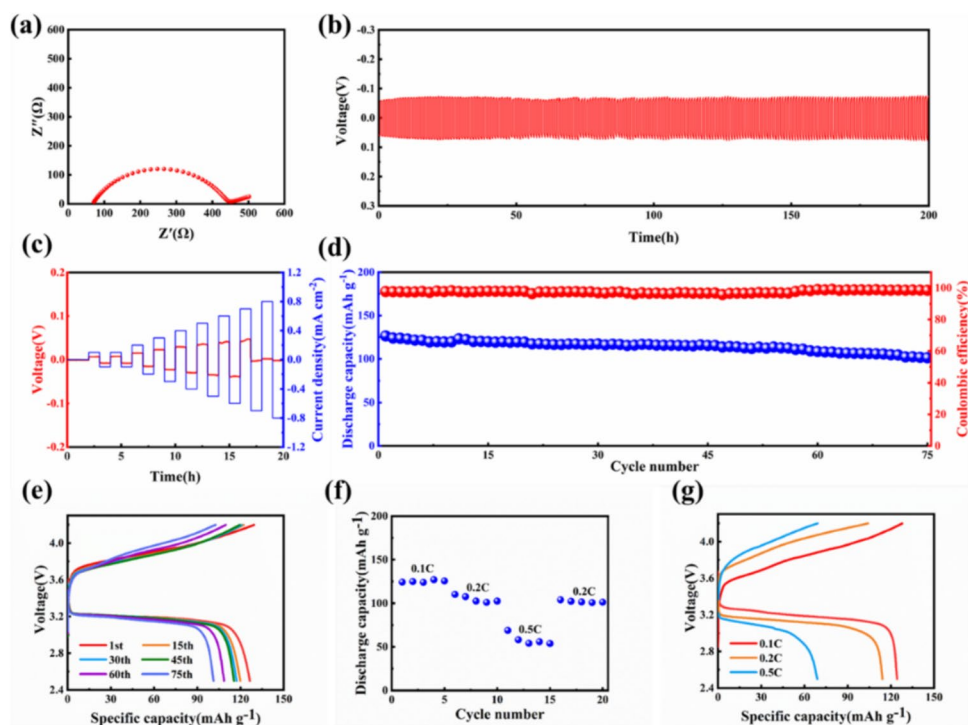 (a)
600
500
400
300
200
100
0
Z''(Ω)
0 100 200 300 400 500 600
Z'(Ω)
(b)
-0.3
-0.2
-0.1
0.0
0.1
0.2
0.3
Voltage(V)
0 50 100 150 200
Time(h)
(c)
0.2
0.1
0.0
-0.1
-0.2
Voltage(V)
1.2
0.8
0.4
0.0
-0.4
-0.8
-1.2
Current density(mA cm⁻²)
0 5 10 15 20
Time(h)
(d)
200
150
100
50
0
Discharge capacity(mAh g⁻¹)
100
80
60
40
20
0
Coulombic efficiency(%)
0 15 30 45 60 75
Cycle number
(e)
4.0
3.6
3.2
2.8
2.4
Voltage(V)
1st 15th
30th 45th
60th 75th
0 30 60 90 120 150
Specific capacity(mAh g⁻¹)
(f)
200
150
100
50
0
Discharge capacity(mAh g⁻¹)
0.1C
0.2C
0.5C
0.2C
0 5 10 15 20
Cycle number
(g)
4.0
3.6
3.2
2.8
2.4
Voltage(V)
0.1C
0.2C
0.5C
0 30 60 90 120 150
Specific capacity(mAh g⁻¹)